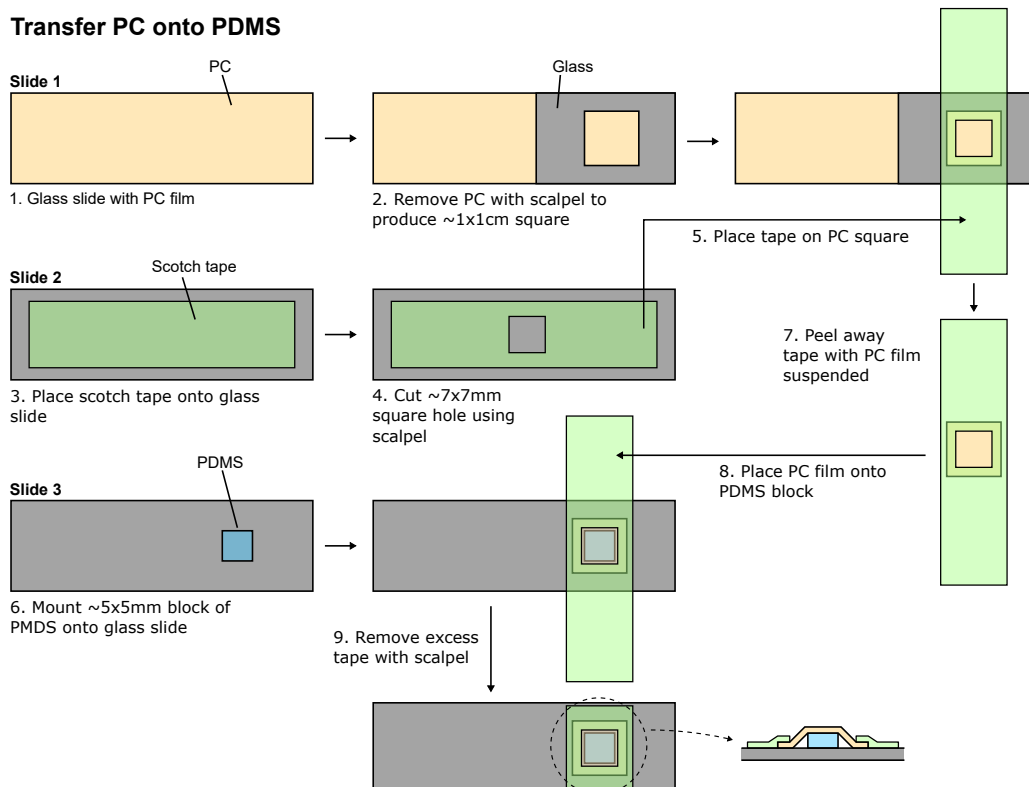 Transfer PC onto PDMS
Slide 1
PC
Glass
1. Glass slide with PC film
2. Remove PC with scalpel to
produce ~1x1cm square
5. Place tape on PC square
Slide 2
Scotch tape
3. Place scotch tape onto glass
slide
4. Cut ~7x7mm
square hole using
scalpel
7. Peel away
tape with PC film
suspended
Slide 3
PDMS
8. Place PC film onto
PDMS block
6. Mount ~5x5mm block of
PMDS onto glass slide
9. Remove excess
tape with scalpel